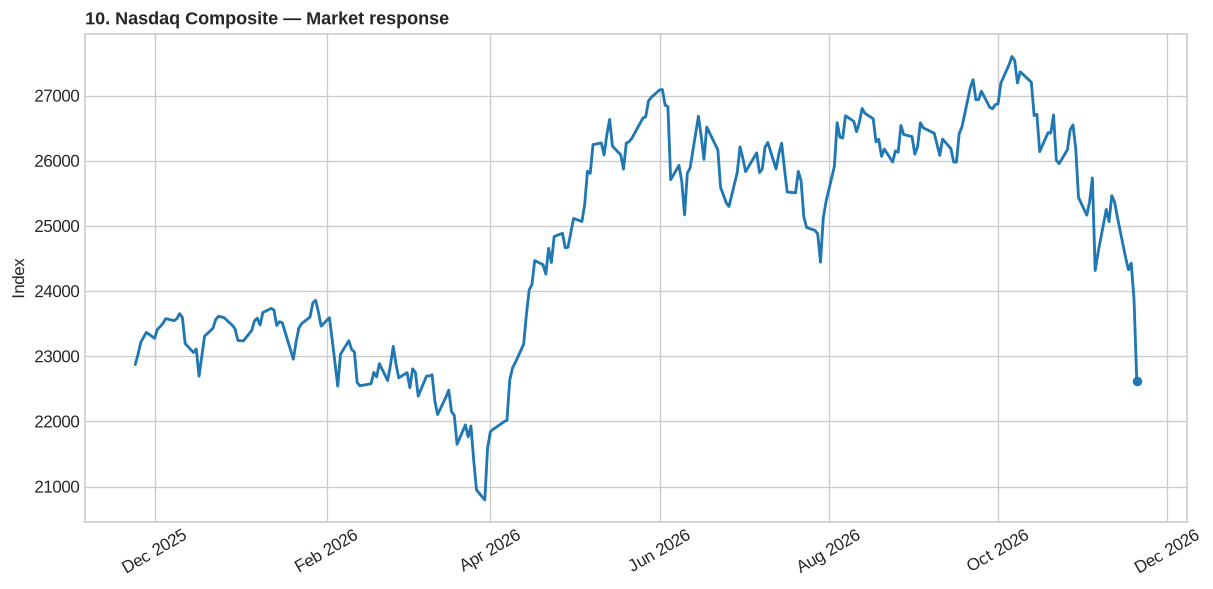 10. Nasdaq Composite — Market response
Index
27000
26000
25000
24000
23000
22000
21000
Dec 2025
Feb 2026
Apr 2026
Jun 2026
Aug 2026
Oct 2026
Dec 2026